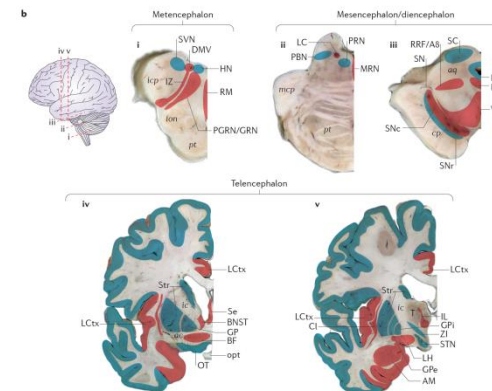 b
Metencephalon
Mesencephalon/diencephalon
iv v
iii
ii
i
i
SVN
DMV
HN
icp
IZ
RM
Ion
PGRN/GRN
pt
ii
LC
PRN
PBN
MRN
mcp
pt
iii
RRF/A8
SC
SN
aq
SNc
cp
SNr
Telencephalon
iv
LCtx
Str
ic
LCtx
Se
BNST
GP
BF
opt
OT
v
LCtx
Str
ic
T
LCtx
Cl
IL
GPi
ZI
STN
LH
GPe
AM